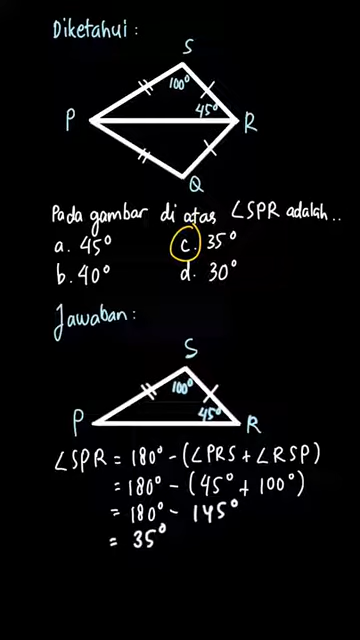 Diketahui:
S
100°
P
45°
R
Q
Pada gambar di atas ∠SPR adalah..
a. 45°
c. 35°
b. 40°
d. 30°
Jawaban:
S
100°
P
45°
R
∠SPR = 180° - (∠PRS + ∠RSP)
= 180° - (45° + 100°)
= 180° - 145°
= 35°